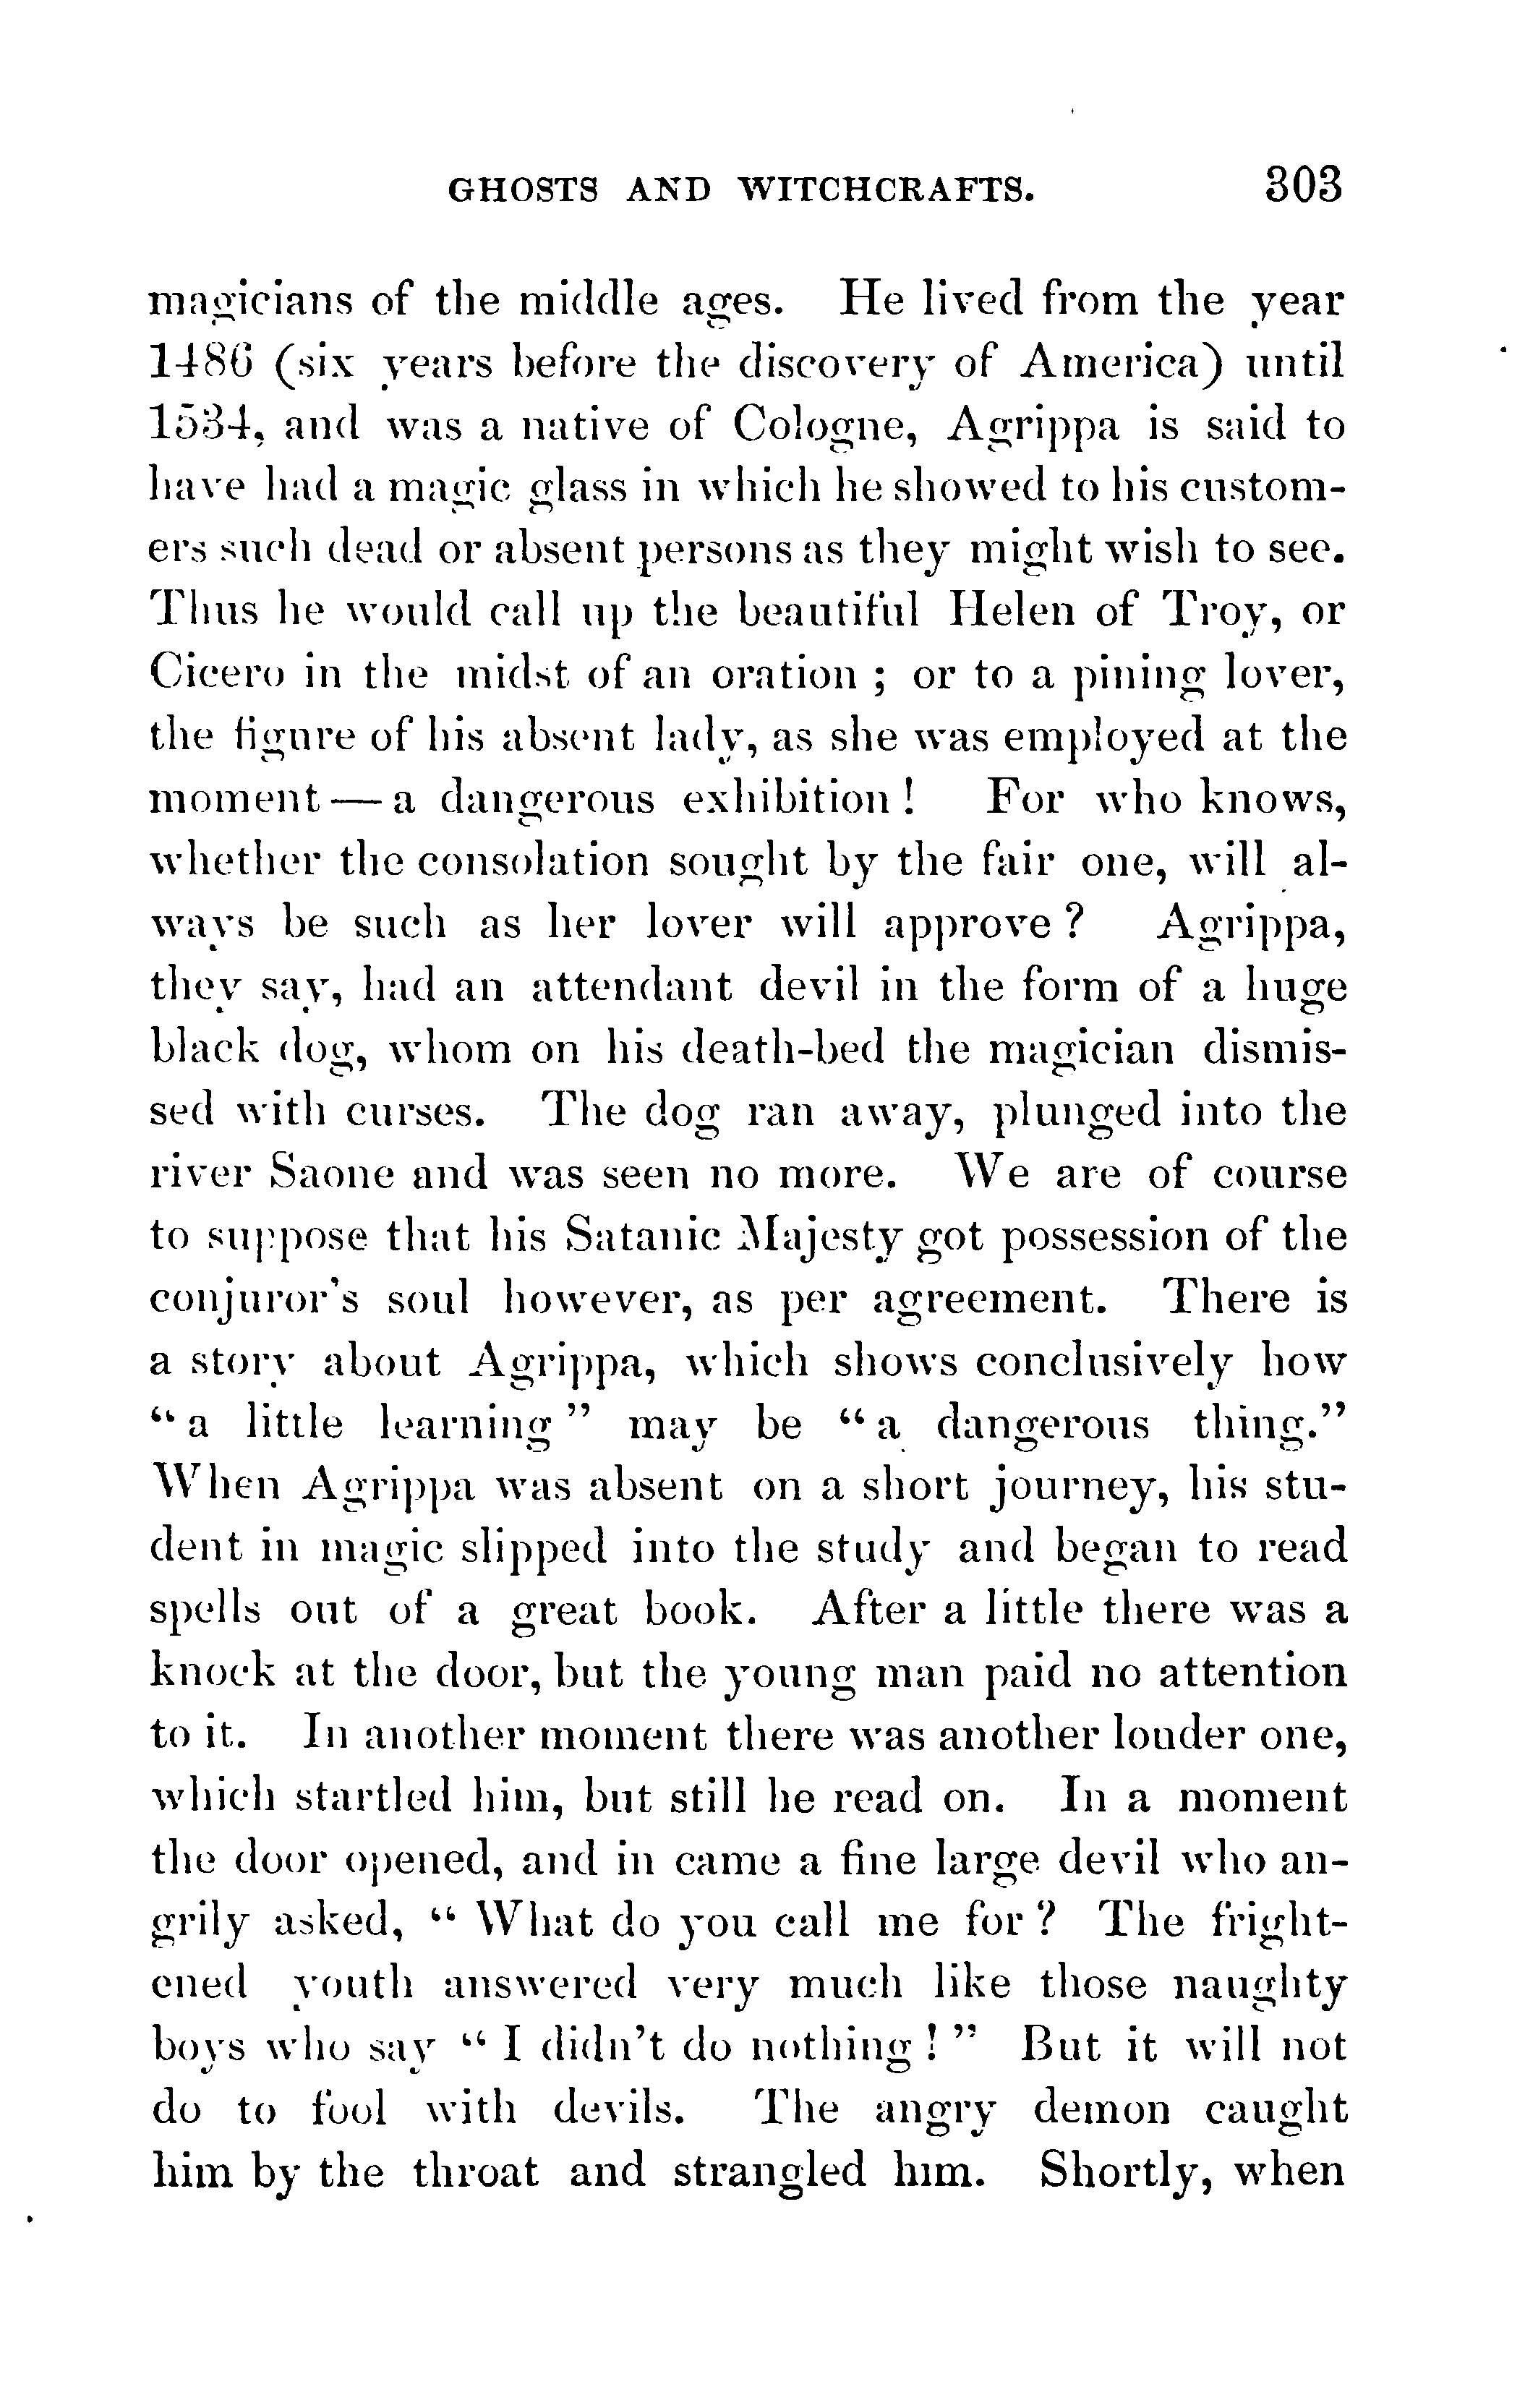 GHOSTS AND WITCHCRAFTS. 303
magicians of the middle ages. He lived from the year
1486 (six years before the discovery of America) until
1534, and was a native of Cologne, Agrippa is said to
have had a magic glass in which he showed to his custom-
ers such dead or absent persons as they might wish to see.
Thus he would call up the beautiful Helen of Troy, or
Cicero in the midst of an oration ; or to a pining lover,
the figure of his absent lady, as she was employed at the
moment — a dangerous exhibition ! For who knows,
whether the consolation sought by the fair one, will al-
ways be such as her lover will approve ? Agrippa,
they say, had an attendant devil in the form of a huge
black dog, whom on his death-bed the magician dismis-
sed with curses. The dog ran away, plunged into the
river Saone and was seen no more. We are of course
to suppose that his Satanic Majesty got possession of the
conjuror's soul however, as per agreement. There is
a story about Agrippa, which shows conclusively how
“ a little learning ” may be “ a dangerous thing.”
When Agrippa was absent on a short journey, his stu-
dent in magic slipped into the study and began to read
spells out of a great book. After a little there was a
knock at the door, but the young man paid no attention
to it. In another moment there was another louder one,
which startled him, but still he read on. In a moment
the door opened, and in came a fine large devil who an-
grily asked, “ What do you call me for ? The fright-
ened youth answered very much like those naughty
boys who say “ I didn't do nothing ! ” But it will not
do to fool with devils. The angry demon caught
him by the throat and strangled him. Shortly, when